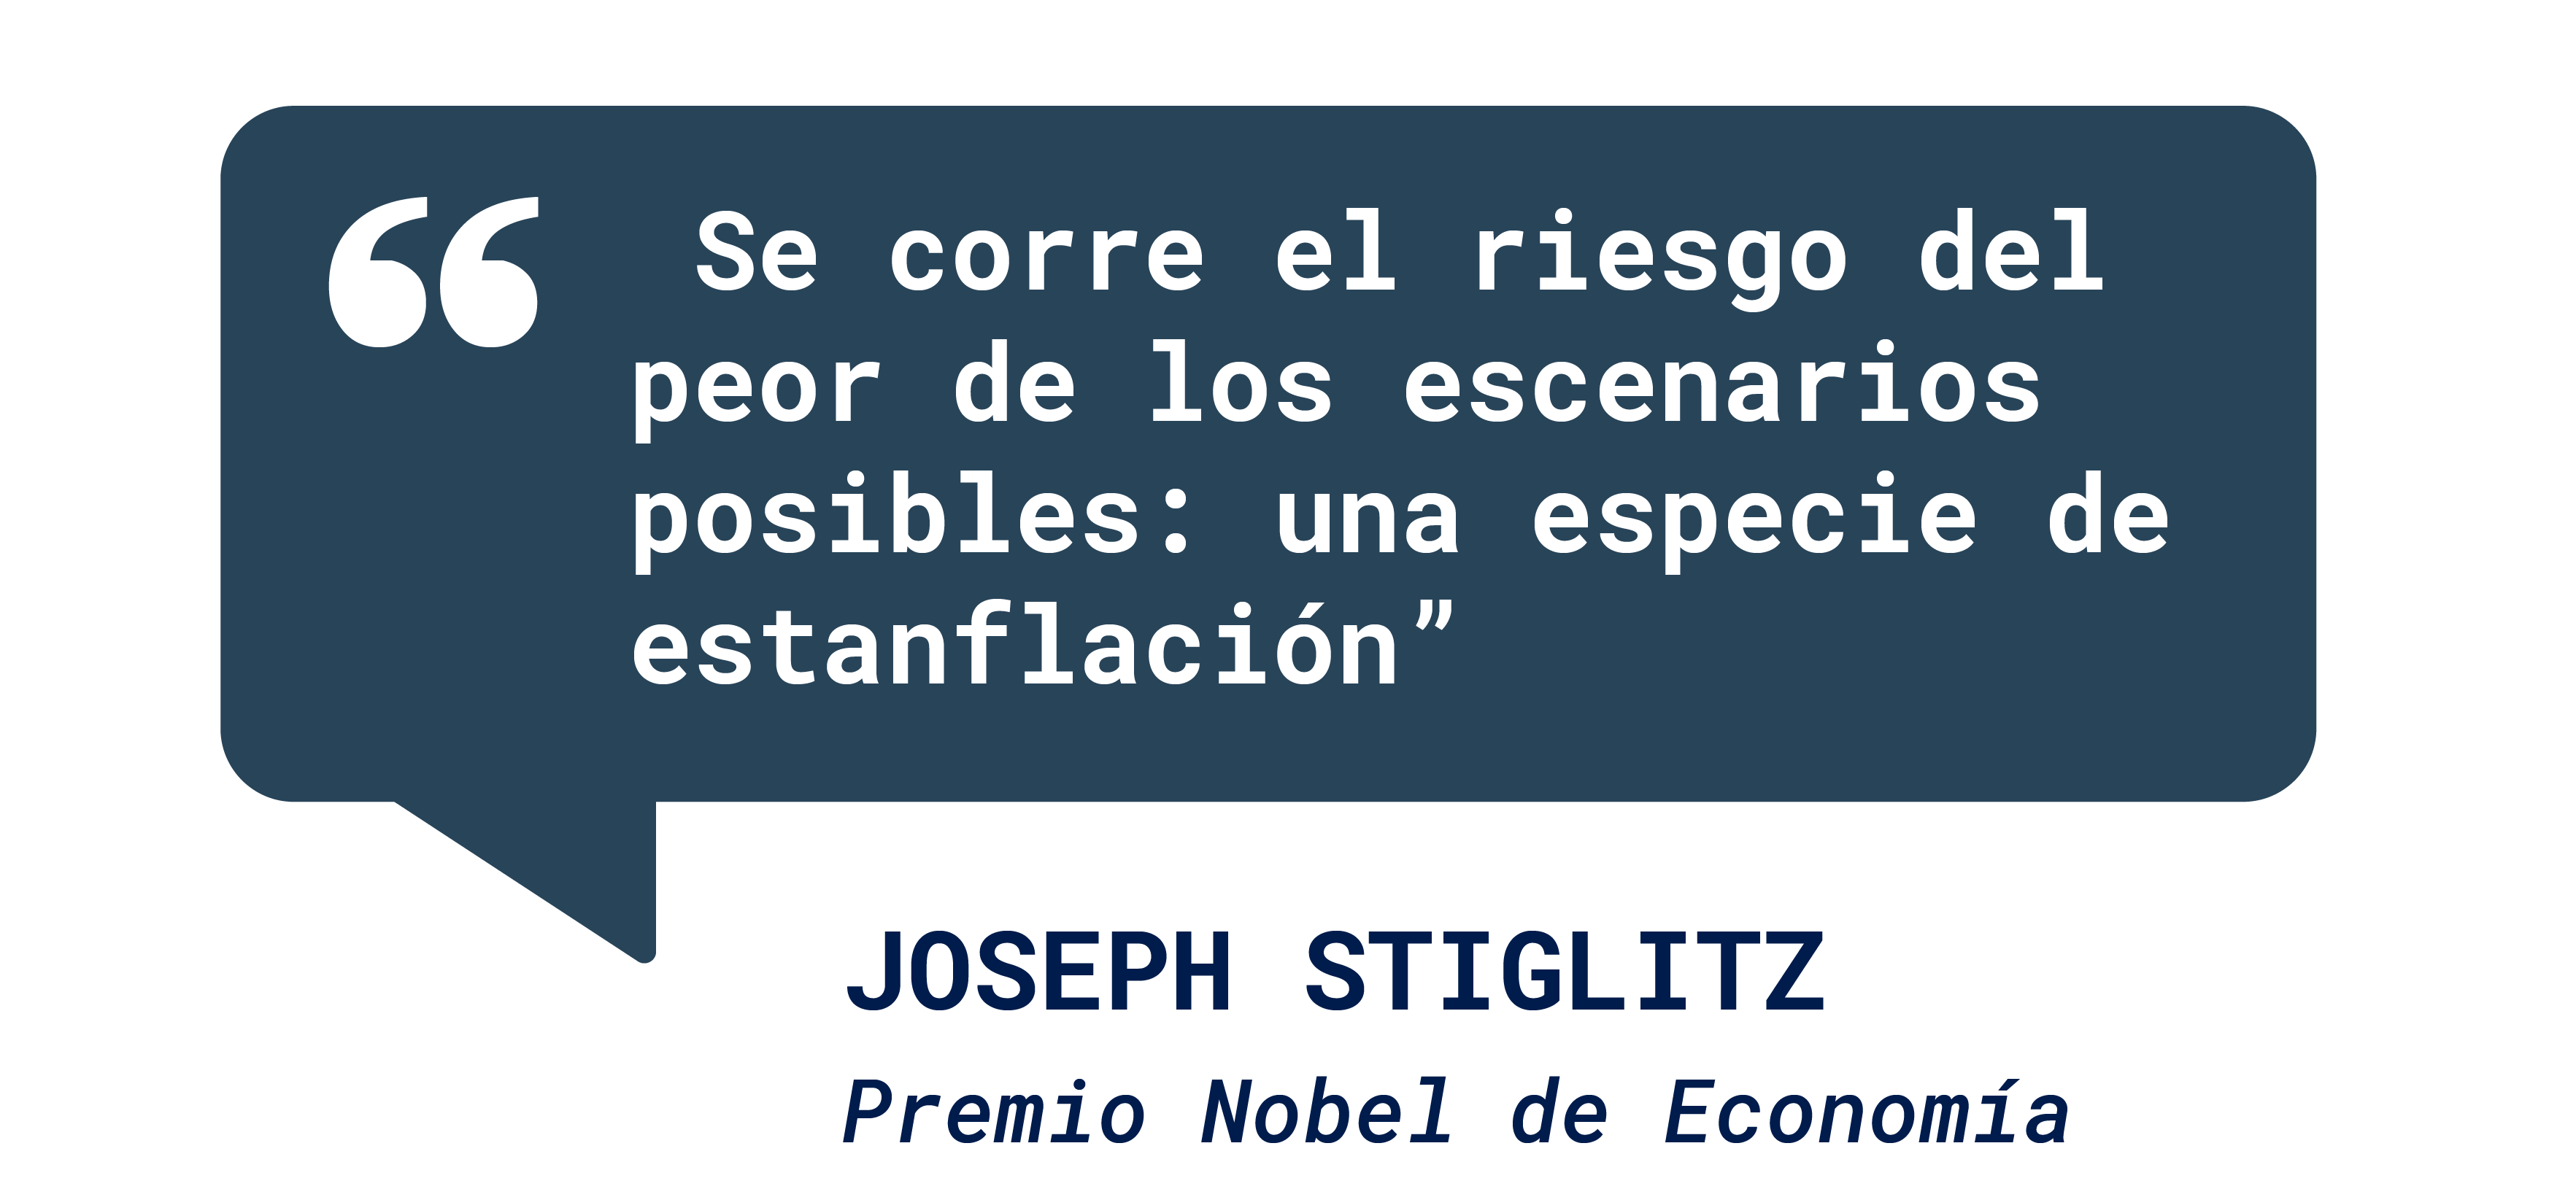 “ Se corre el riesgo del
peor de los escenarios
posibles: una especie de
estanflación”
JOSEPH STIGLITZ
Premio Nobel de Economía